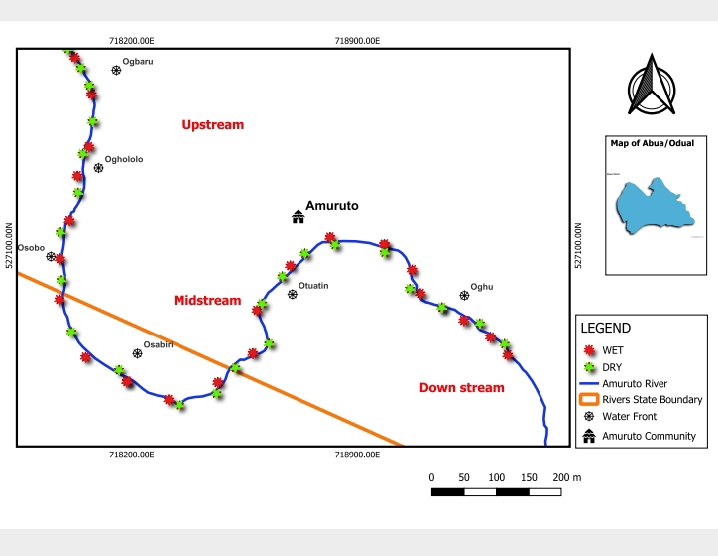 718200.00E
718900.00E
Ogbaru
Upstream
Map of Abua/Odual
Oghololo
Amuruto
527100.00N
527100.00N
Osobo
Otuatin
Oghu
Midstream
Osabiri
Down stream
LEGEND
WET
DRY
Amuruto River
Rivers State Boundary
Water Front
Amuruto Community
718200.00E
718900.00E
0 50 100 150 200 m